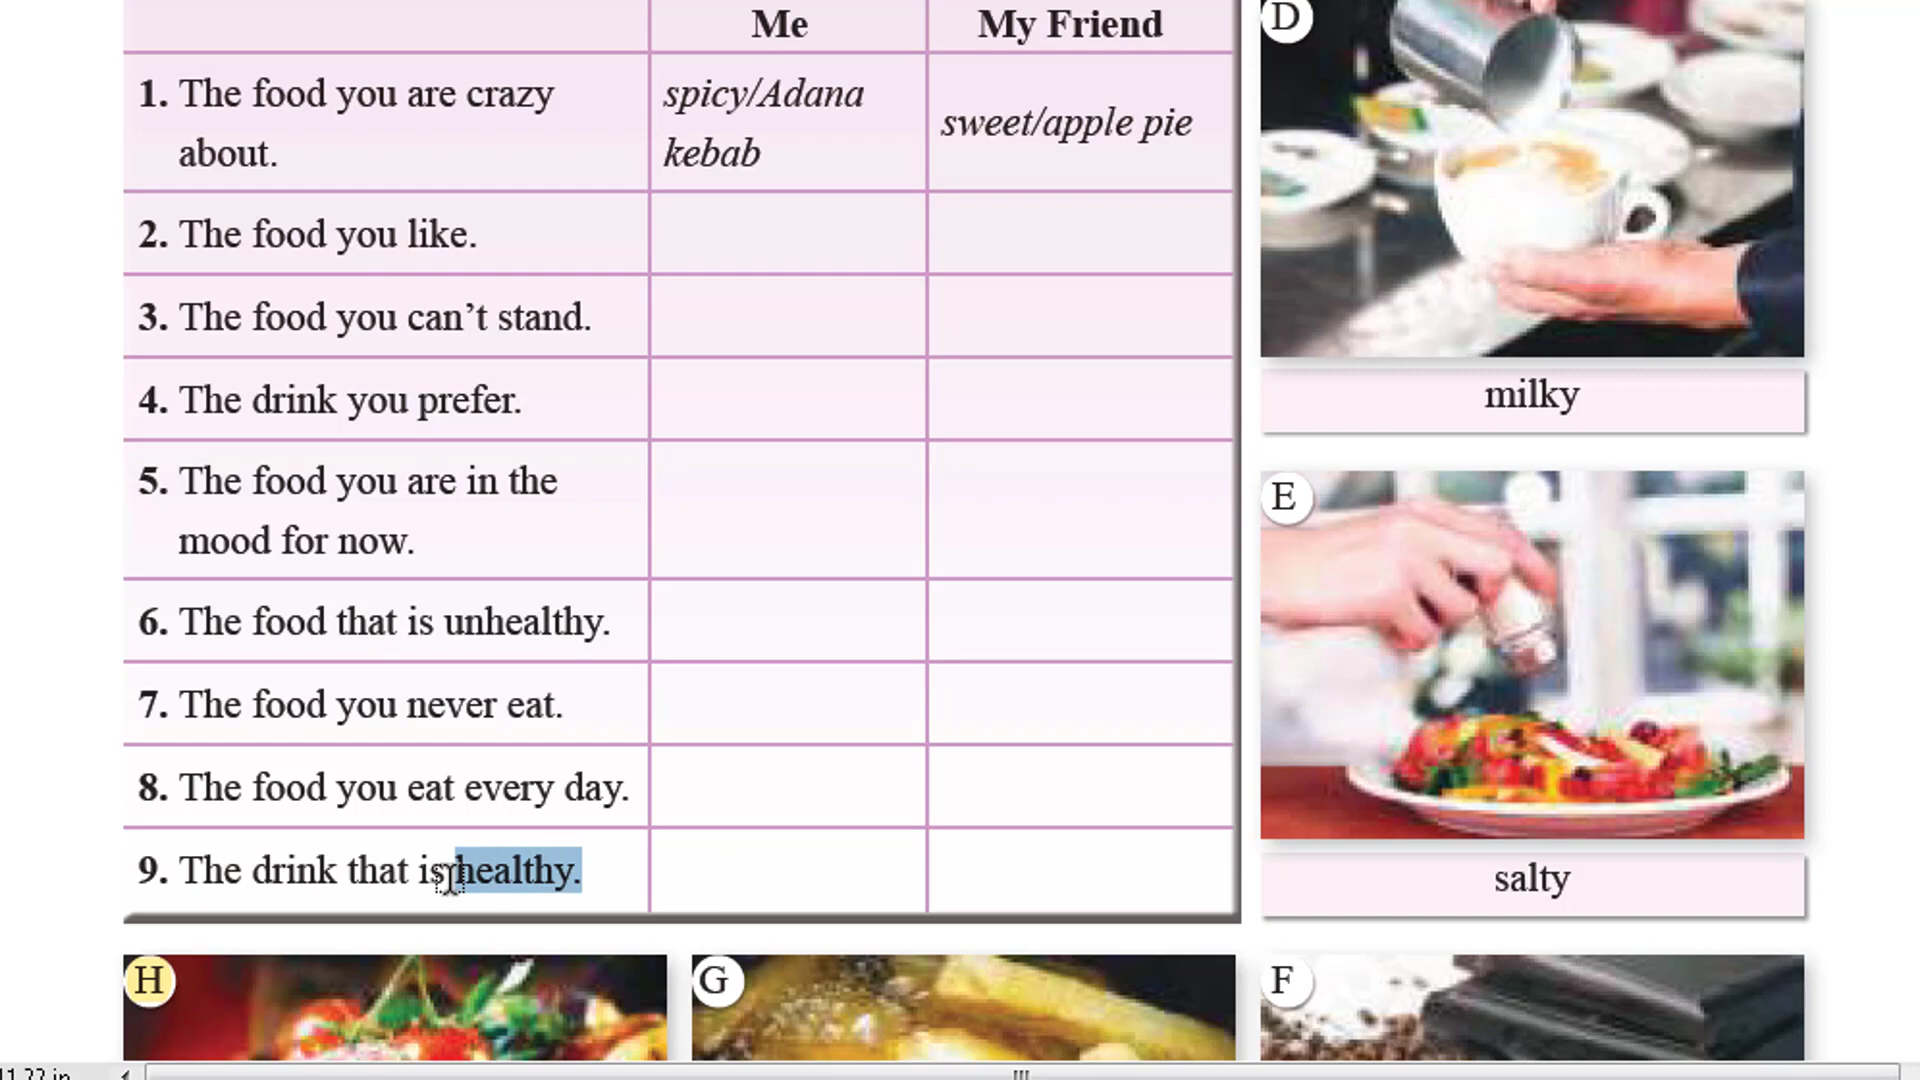 Me My Friend
1. The food you are crazy about.
spicy/Adana kebab
sweet/apple pie
2. The food you like.
3. The food you can’t stand.
4. The drink you prefer.
5. The food you are in the mood for now.
6. The food that is unhealthy.
7. The food you never eat.
8. The food you eat every day.
9. The drink that is healthy.
D
milky
E
salty
H
G
F